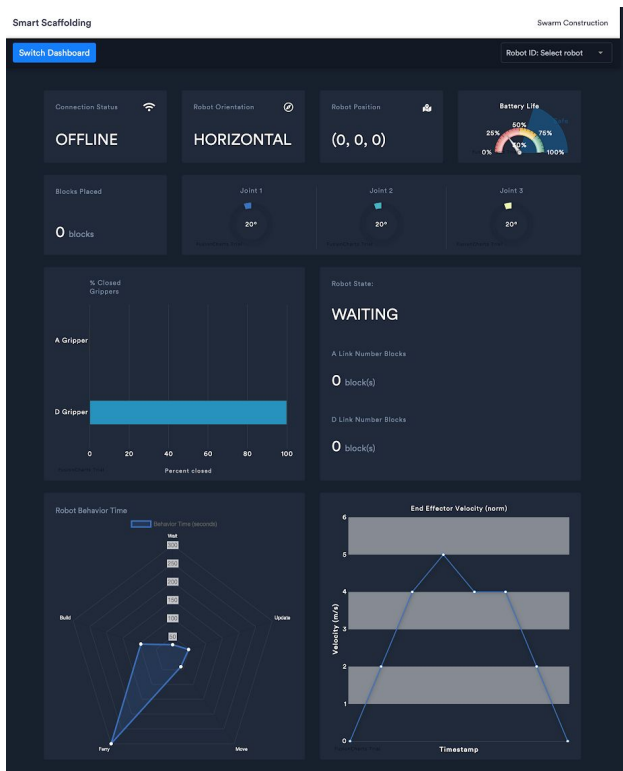 Smart Scaffolding
Swarm Construction
Switch Dashboard
Robot ID: Select robot
Connection Status
OFFLINE
Robot Orientation
HORIZONTAL
Robot Position
(0, 0, 0)
Battery Life
0%
25%
50%
75%
100%
Blocks Placed
0 blocks
Joint 1
20°
Joint 2
20°
Joint 3
20°
% Closed
Grippers
A Gripper
D Gripper
0 20 40 60 80 100
Percent closed
Robot State:
WAITING
A Link Number Blocks
0 block(s)
D Link Number Blocks
0 block(s)
Robot Behavior Time
Behavior Time (seconds)
Wait
300
250
200
150
100
50
Build
Update
Ferry
Move
End Effector Velocity (norm)
6
5
4
3
2
1
0
Velocity (m/s)
Timestamp